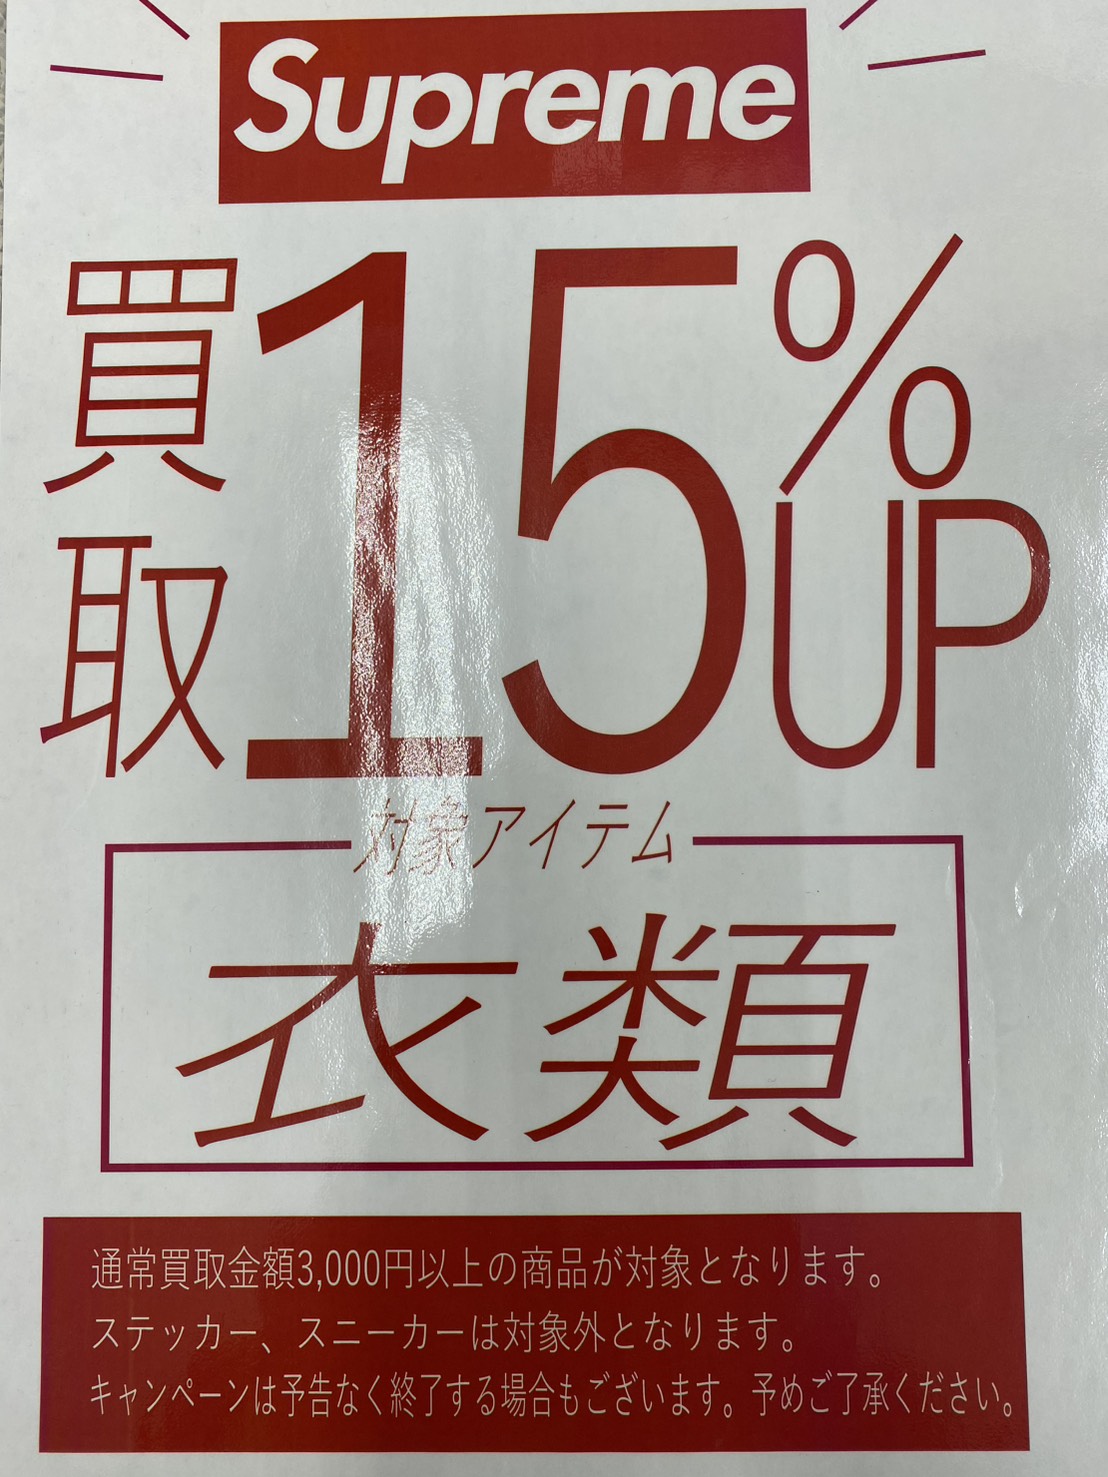 Supreme
買取15%UP
対象アイテム
衣類
通常買取金額3,000円以上の商品が対象となります。
ステッカー、スニーカーは対象外となります。
キャンペーンは予告なく終了する場合もございます。予めご了承ください。